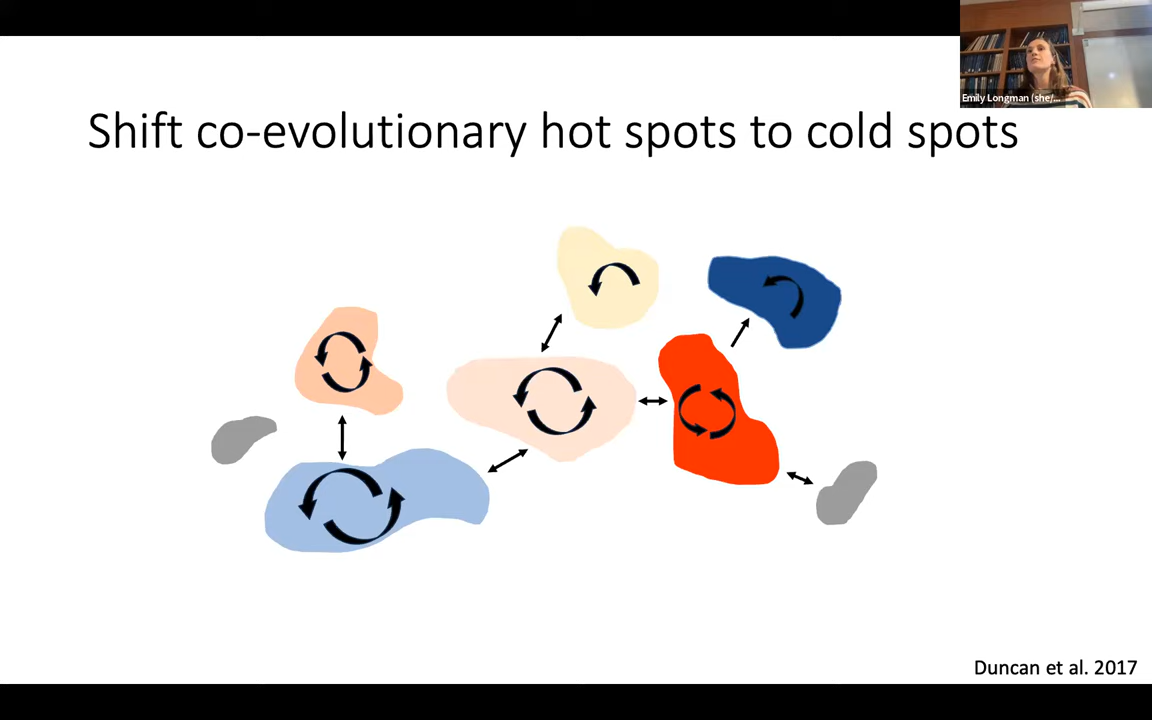 Emily Longman (she/...
Shift co-evolutionary hot spots to cold spots
Duncan et al. 2017